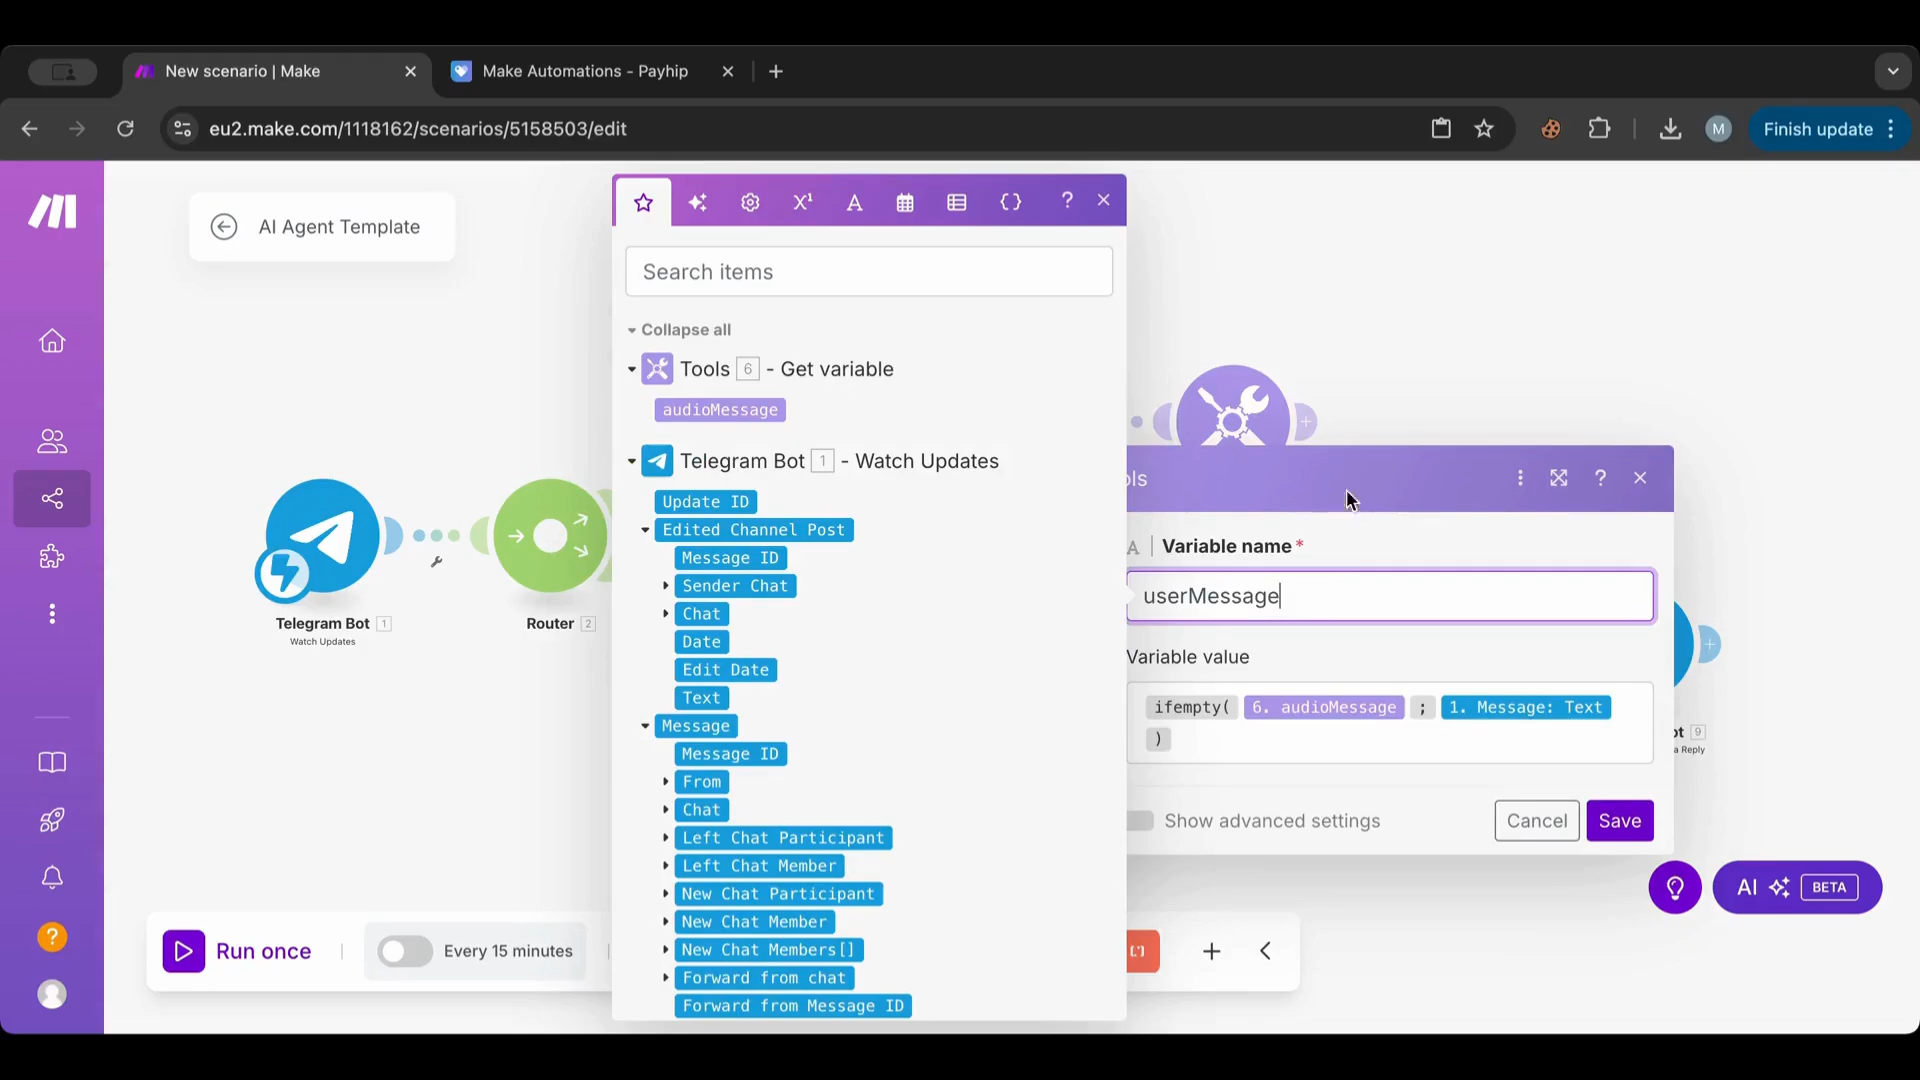 New scenario | Make
Make Automations - Payhip
eu2.make.com/1118162/scenarios/5158503/edit
M
Finish update
AI Agent Template
Search items
Collapse all
Tools 6 - Get variable
audioMessage
Telegram Bot 1 - Watch Updates
Update ID
Edited Channel Post
Message ID
Sender Chat
Chat
Date
Edit Date
Text
Message
Message ID
From
Chat
Left Chat Participant
Left Chat Member
New Chat Participant
New Chat Member
New Chat Members[]
Forward from chat
Forward from Message ID
Telegram Bot 1
Watch Updates
Router 2
ols
A Variable name*
userMessage
Variable value
ifempty( 6. audioMessage ; 1. Message: Text
)
Show advanced settings
Cancel
Save
ot 9
a Reply
AI BETA
Run once
Every 15 minutes